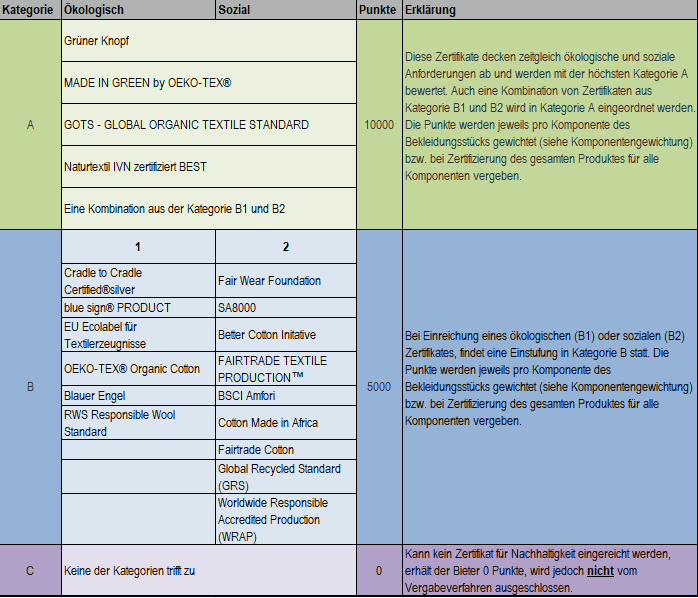 Kategorie Ökologisch Sozial Punkte Erklärung
A
Grüner Knopf
MADE IN GREEN by OEKO-TEX®
GOTS - GLOBAL ORGANIC TEXTILE STANDARD
Naturtextil IVN zertifiziert BEST
Eine Kombination aus der Kategorie B1 und B2
10000
Diese Zertifikate decken zeitgleich ökologische und soziale
Anforderungen ab und werden mit der höchsten Kategorie A
bewertet. Auch eine Kombination von Zertifikaten aus
Kategorie B1 und B2 wird in Kategorie A eingeordnet werden.
Die Punkte werden jeweils pro Komponente des
Bekleidungsstücks gewichtet (siehe Komponentengewichtung)
bzw. bei Zertifizierung des gesamten Produktes für alle
Komponenten vergeben.
B
1 2
Cradle to Cradle
Certified®silver
Fair Wear Foundation
blue sign® PRODUCT
SA8000
EU Ecolabel für
Textilerzeugnisse
Better Cotton Initative
OEKO-TEX® Organic Cotton
FAIRTRADE TEXTILE
PRODUCTION™
Blauer Engel
BSCI Amfori
RWS Responsible Wool
Standard
Cotton Made in Africa
Fairtrade Cotton
Global Recycled Standard
(GRS)
Worldwide Responsible
Accredited Production
(WRAP)
5000
Bei Einreichung eines ökologischen (B1) oder sozialen (B2)
Zertifikates, findet eine Einstufung in Kategorie B statt. Die
Punkte werden jeweils pro Komponente des
Bekleidungsstücks gewichtet (siehe Komponentengewichtung)
bzw. bei Zertifizierung des gesamten Produktes für alle
Komponenten vergeben.
C
Keine der Kategorien trifft zu
0
Kann kein Zertifikat für Nachhaltigkeit eingereicht werden,
erhält der Bieter 0 Punkte, wird jedoch nicht vom
Vergabeverfahren ausgeschlossen.